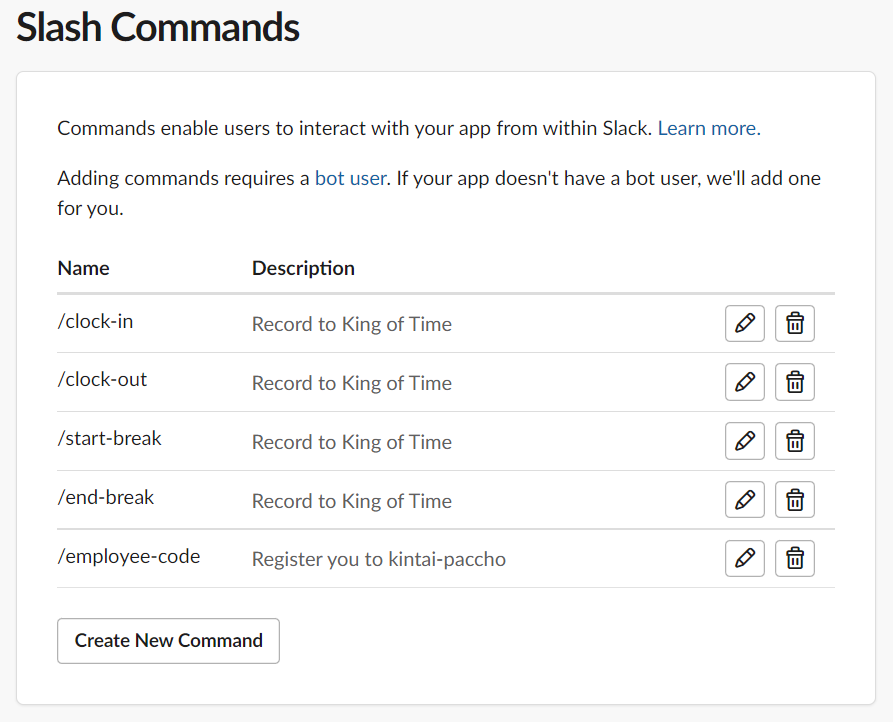 Slash Commands
Commands enable users to interact with your app from within Slack. Learn more.
Adding commands requires a bot user. If your app doesn't have a bot user, we'll add one
for you.
Name Description
/clock-in Record to King of Time
/clock-out Record to King of Time
/start-break Record to King of Time
/end-break Record to King of Time
/employee-code Register you to kintai-paccho
Create New Command